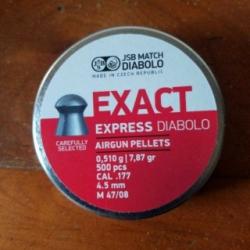 JSB MATCH
DIABOLO
MADE IN CZECH REPUBLIC
EXACT
EXPRESS DIABOLO
CAREFULLY
SELECTED
AIRGUN PELLETS
0,510 g | 7,87 gr
500 pcs
CAL .177
4.5 mm
M 47/08